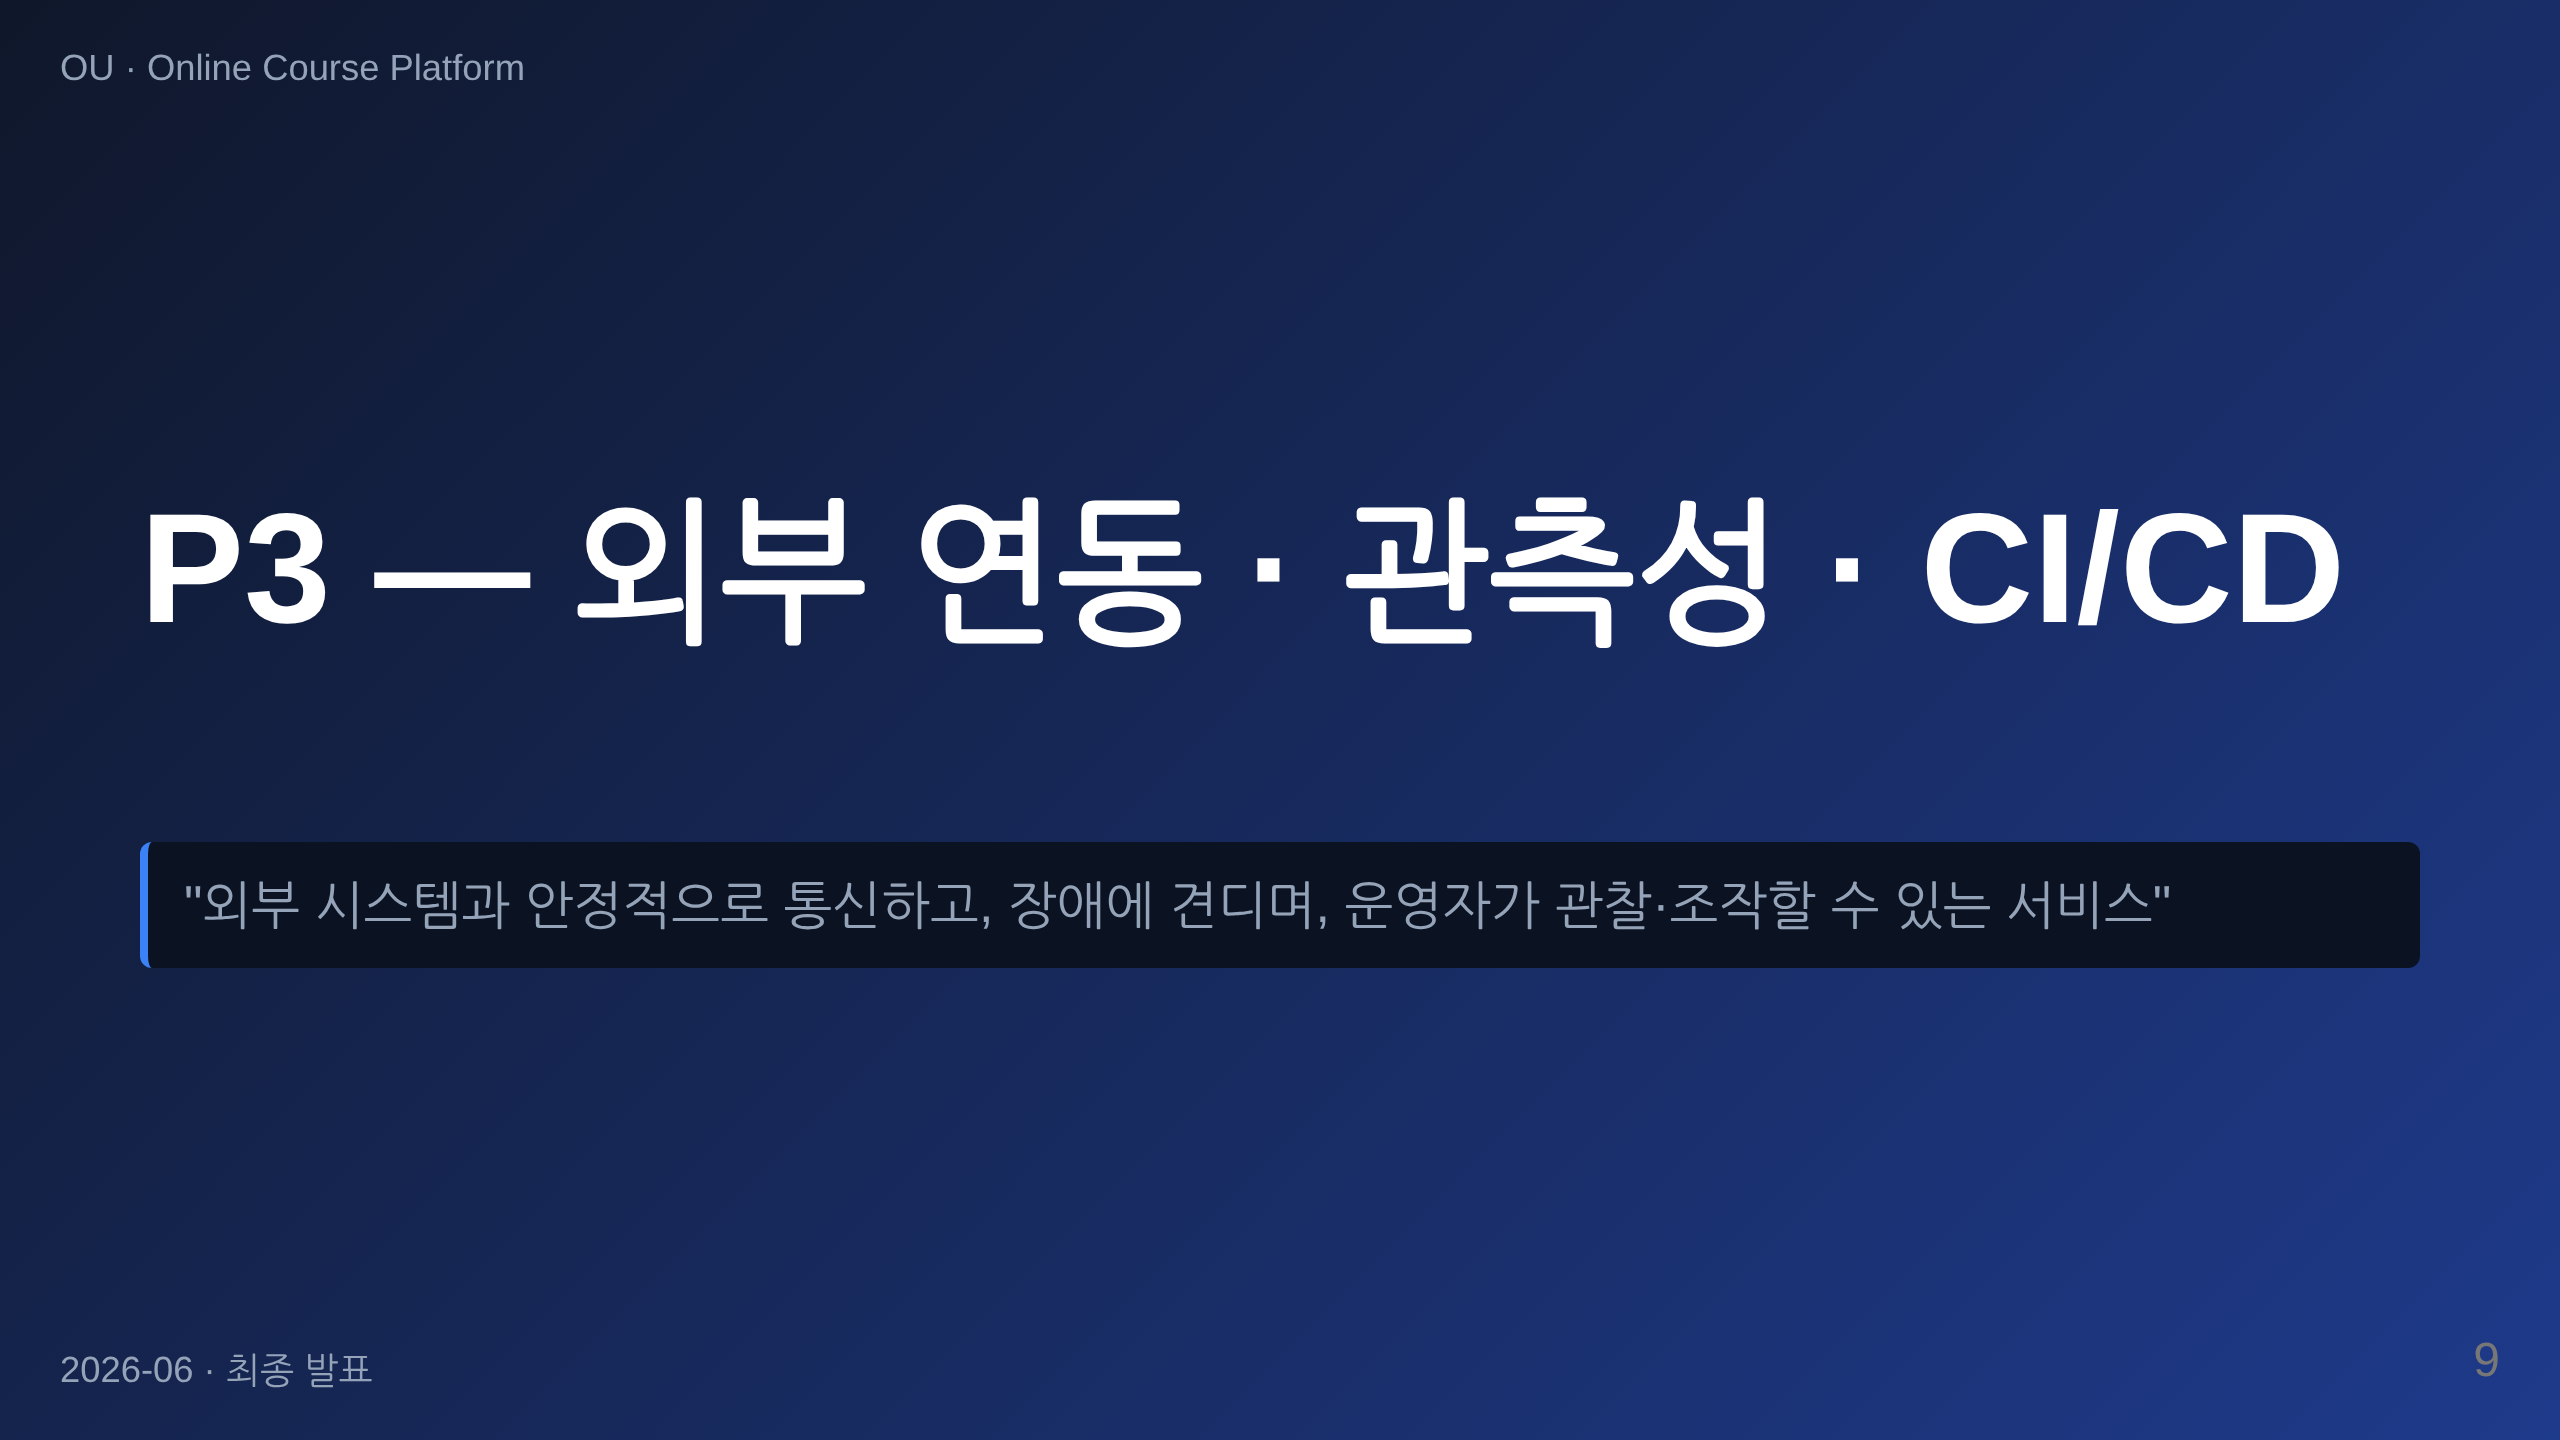 OU · Online Course Platform
P3 — 외부 연동 · 관측성 · CI/CD
"외부 시스템과 안정적으로 통신하고, 장애에 견디며, 운영자가 관찰·조작할 수 있는 서비스"
2026-06 · 최종 발표
9